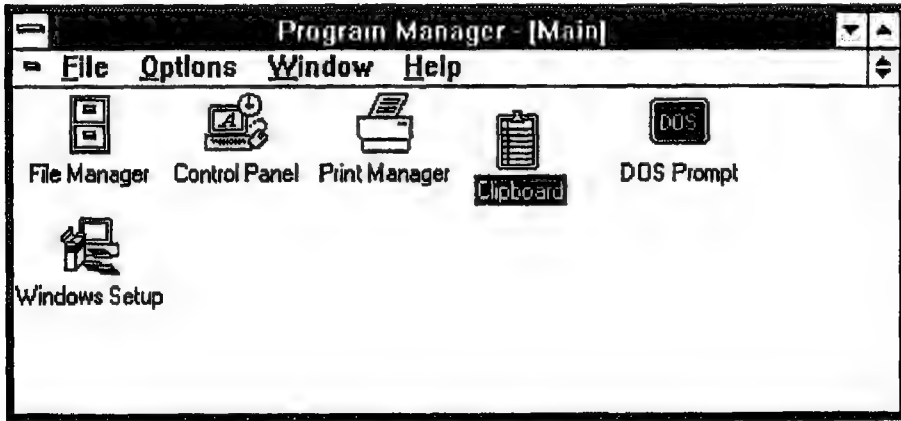 Program Manager - [Main]
File Options Window Help
File Manager Control Panel Print Manager Clipboard DOS Prompt
DOS
A
Windows Setup